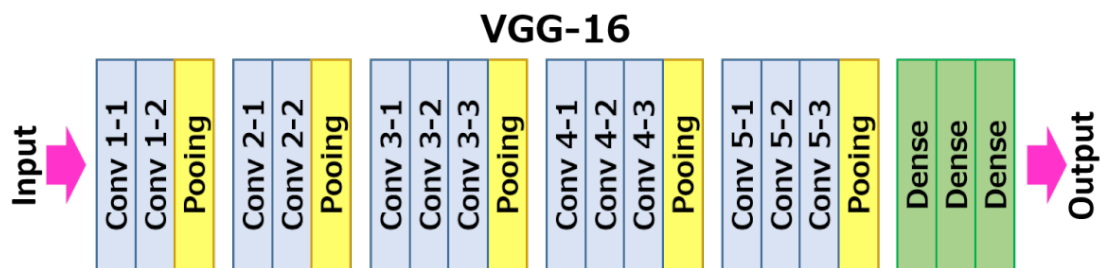 VGG-16
Input
Conv 1-1
Conv 1-2
Pooing
Conv 2-1
Conv 2-2
Pooing
Conv 3-1
Conv 3-2
Conv 3-3
Pooing
Conv 4-1
Conv 4-2
Conv 4-3
Pooing
Conv 5-1
Conv 5-2
Conv 5-3
Pooing
Dense
Dense
Dense
Output